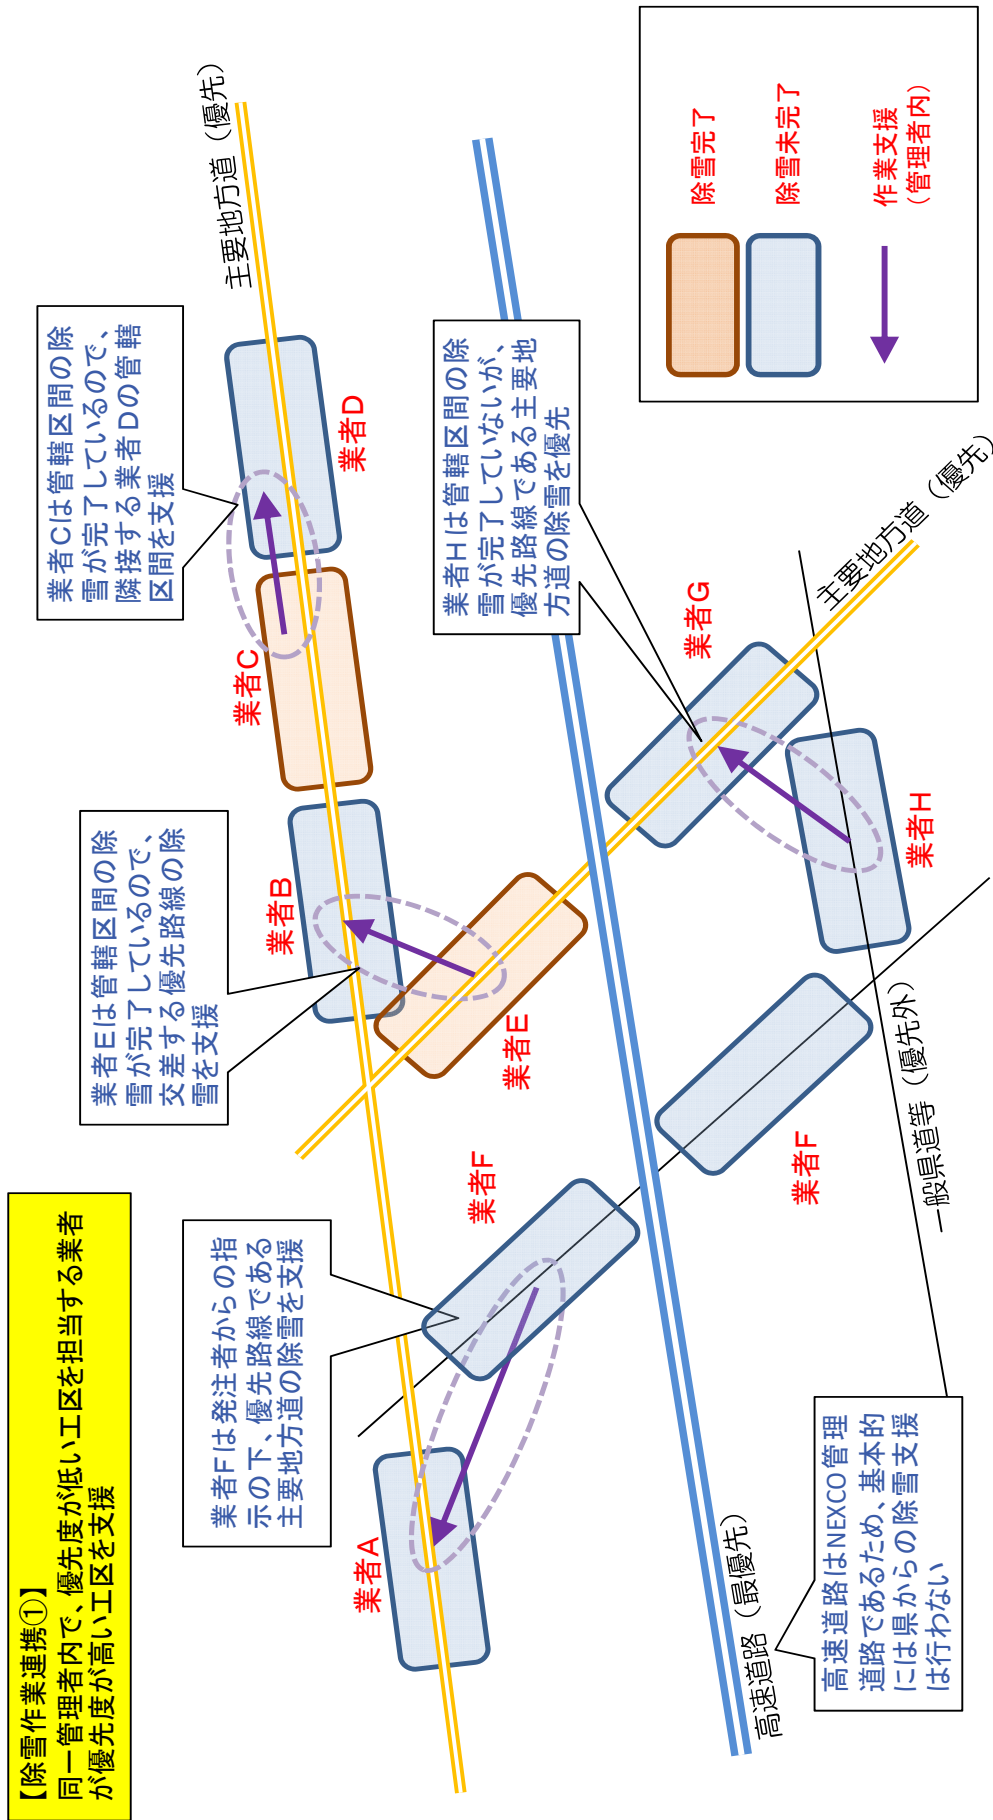 【除雪作業連携①】
同一管理者内で、優先度が低い工区を担当する業者
が優先度が高い工区を支援
業者Fは発注者からの指
示の下、優先路線である
主要地方道の除雪を支援
業者Eは管轄区間の除
雪が完了しているので、
交差する優先路線の除
雪を支援
業者Cは管轄区間の除
雪が完了しているので、
隣接する業者Dの管轄
区間を支援
主要地方道（優先）
業者A
業者B
業者C
業者D
業者F
業者E
業者Hは管轄区間の除
雪が完了していないが、
優先路線である主要地
方道の除雪を優先
業者G
業者F
業者H
高速道路（最優先）
高速道路はNEXCO管理
道路であるため、基本的
には県からの除雪支援
は行わない
一般県道等（優先外）
主要地方道（優先）
除雪完了
除雪未完了
作業支援
（管理者内）